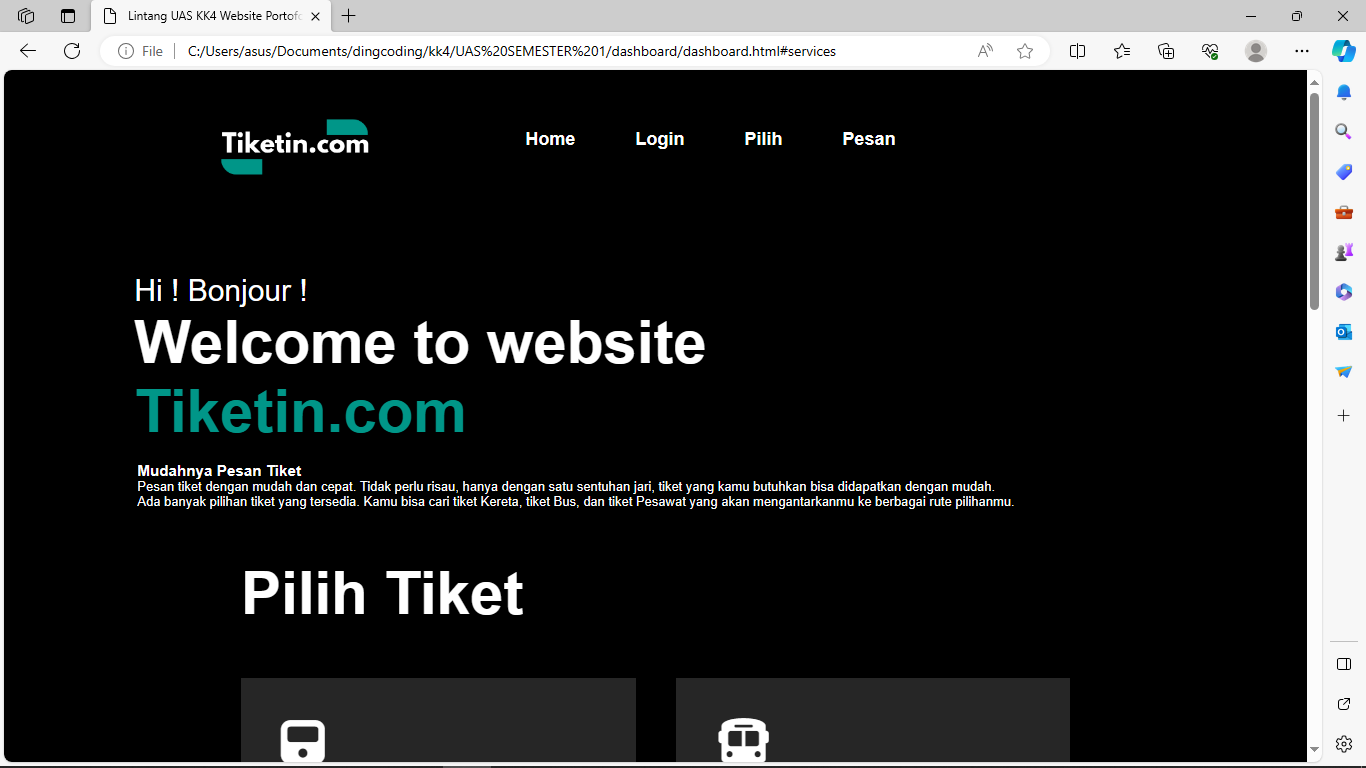 Lintang UAS KK4 Website Portofo
File
C:/Users/asus/Documents/dingcoding/kk4/UAS%20SEMESTER%201/dashboard/dashboard.html#services
Tiketin.com
Home
Login
Pilih
Pesan
Hi ! Bonjour !
Welcome to website
Tiketin.com
Mudahnya Pesan Tiket
Pesan tiket dengan mudah dan cepat. Tidak perlu risau, hanya dengan satu sentuhan jari, tiket yang kamu butuhkan bisa didapatkan dengan mudah.
Ada banyak pilihan tiket yang tersedia. Kamu bisa cari tiket Kereta, tiket Bus, dan tiket Pesawat yang akan mengantarkanmu ke berbagai rute pilihanmu.
Pilih Tiket